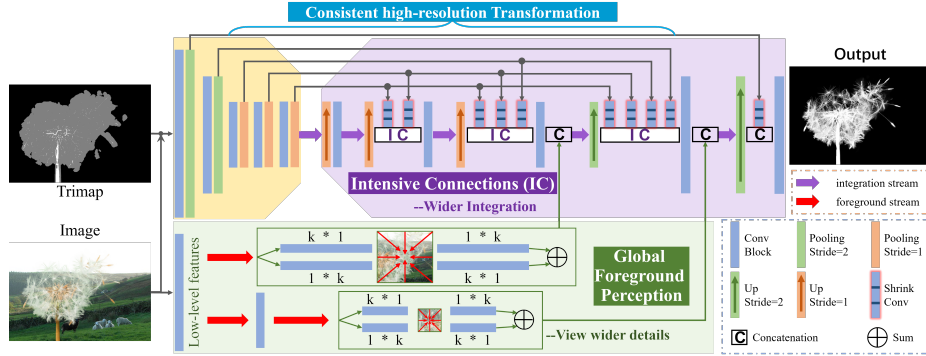 Consistent high-resolution Transformation
Output
Trimap
Image
I C
I C
C
I C
C
C
Intensive Connections (IC)
--Wider Integration
integration stream
foreground stream
Low-level features
k * 1
1 * k
1 * k
k * 1
Global
Foreground
Perception
k * 1
1 * k
1 * k
k * 1
--View wider details
Conv
Block
Pooling
Stride=2
Pooling
Stride=1
Up
Stride=2
Up
Stride=1
Shrink
Conv
C
Concatenation
Sum